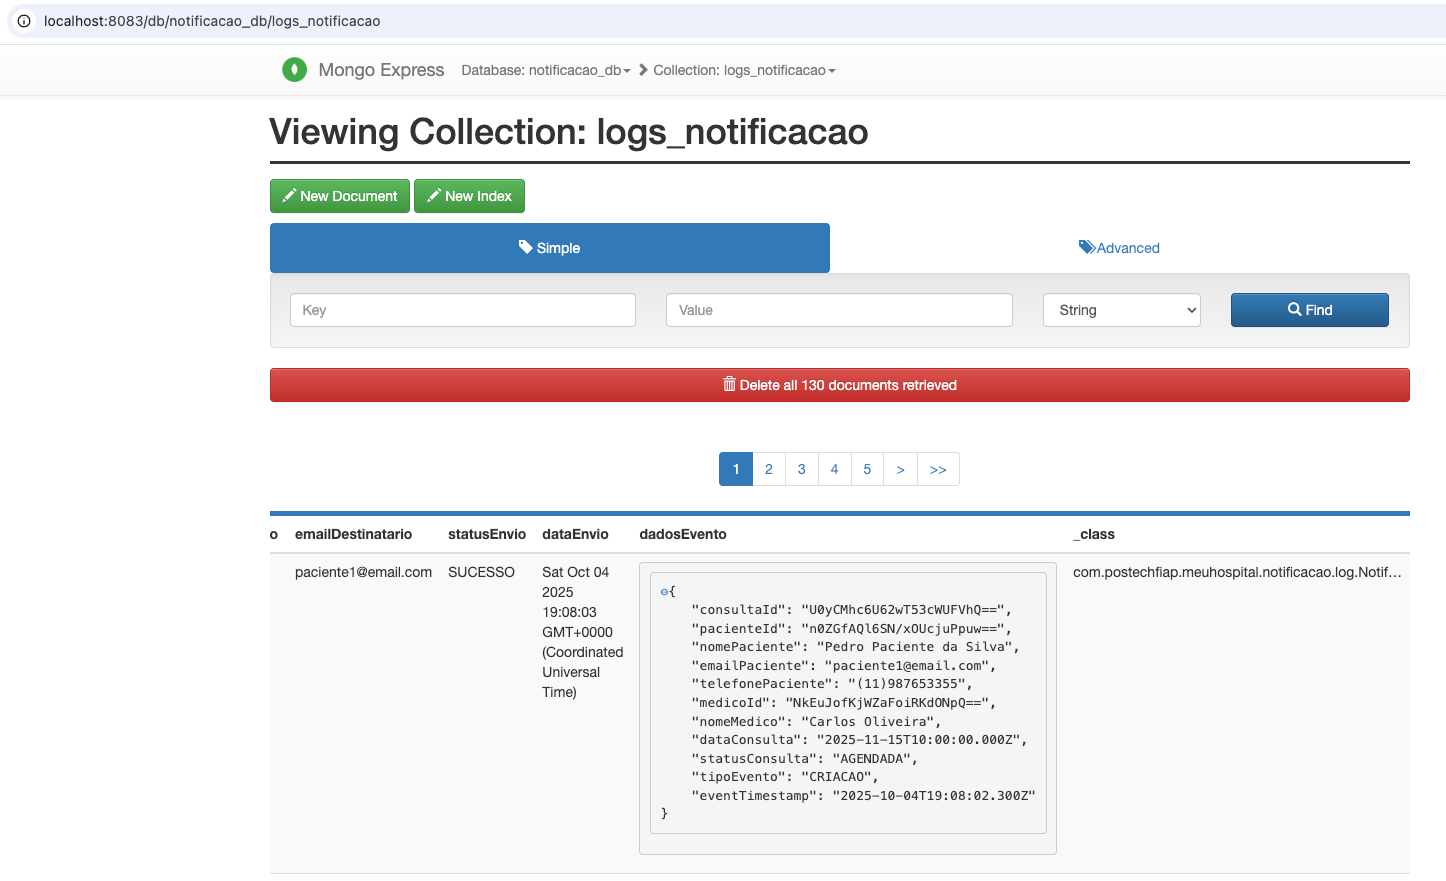 localhost:8083/db/notificacao_db/logs_notificacao
Mongo Express Database: notificacao_db Collection: logs_notificacao
Viewing Collection: logs_notificacao
New Document New Index
Simple Advanced
Key Value String Find
Delete all 130 documents retrieved
1 2 3 4 5 > >>
o emailDestinatario statusEnvio dataEnvio dadosEvento _class
paciente1@email.com SUCESSO Sat Oct 04 2025 19:08:03 GMT+0000 (Coordinated Universal Time)
{
"consultaId": "U0yCMhc6U62wT53cWUFVhQ==",
"pacienteId": "n0ZGfAQl6SN/xOUcjuPpuw==",
"nomePaciente": "Pedro Paciente da Silva",
"emailPaciente": "paciente1@email.com",
"telefonePaciente": "(11)987653355",
"medicoId": "NkEuJofKjWZaFoiRKdONpQ==",
"nomeMedico": "Carlos Oliveira",
"dataConsulta": "2025-11-15T10:00:00.000Z",
"statusConsulta": "AGENDADA",
"tipoEvento": "CRIACAO",
"eventTimestamp": "2025-10-04T19:08:02.300Z"
}
com.postechfiap.meuhospital.notificacao.log.Notif...